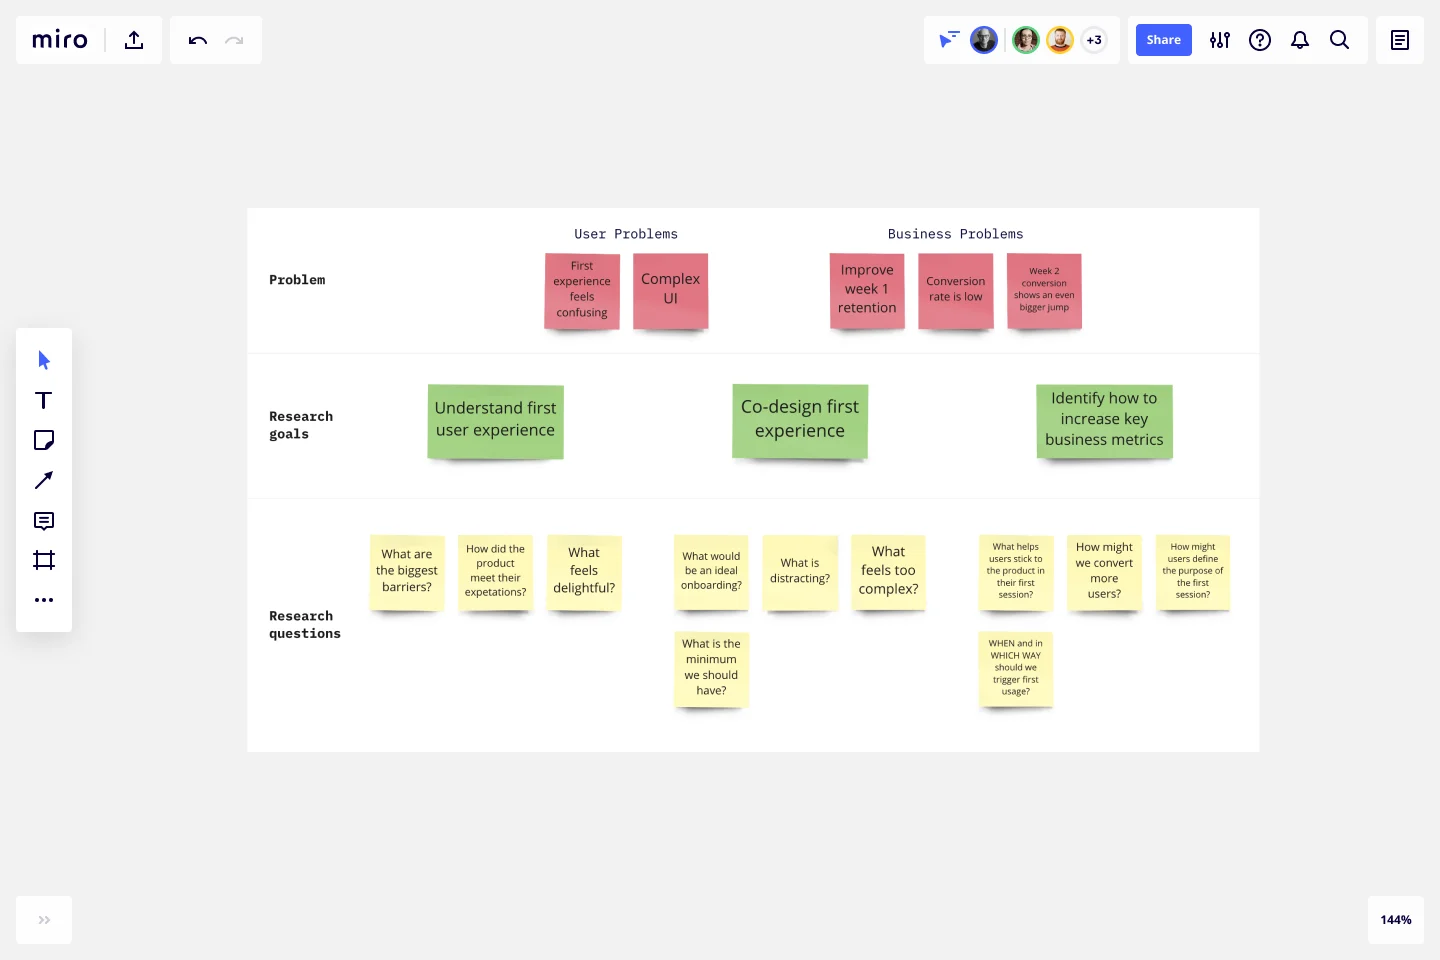 miro
+3
Share
User Problems
Business Problems
Problem
First
experience
feels
confusing
Complex
UI
Improve
week 1
retention
Conversion
rate is low
Week 2
conversion
shows an even
bigger jump
Research
goals
Understand first
user experience
Co-design first
experience
Identify how to
increase key
business metrics
Research
questions
What are
the biggest
barriers?
How did the
product
meet their
expetations?
What
feels
delightful?
What would
be an ideal
onboarding?
What is
distracting?
What
feels too
complex?
What helps
users stick to
the product in
their first
session?
How might
we convert
more
users?
How might
users define
the purpose of
the first
session?
What is the
minimum
we should
have?
WHEN and in
WHICH WAY
should we
trigger first
usage?
144%